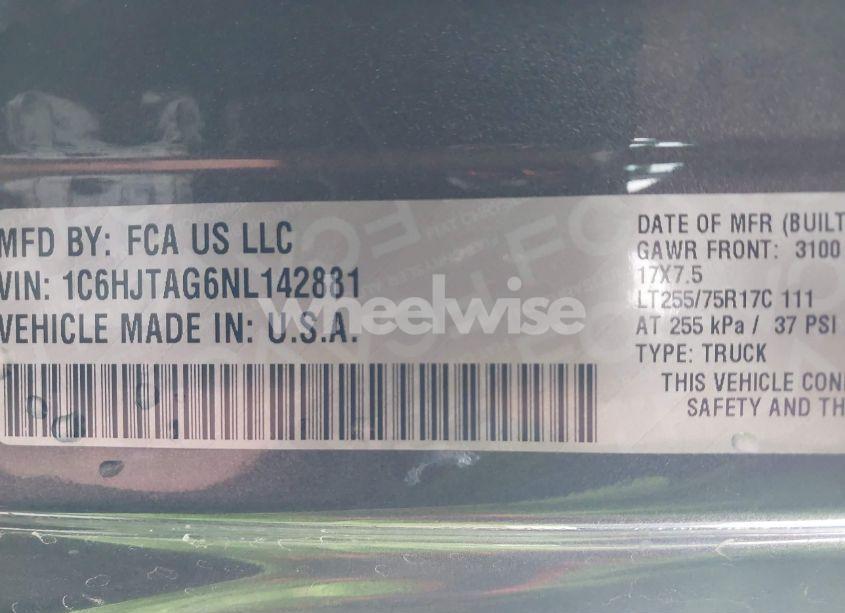 MFD BY: FCA US LLC
VIN: 1C6HJTAG6NL142881
VEHICLE MADE IN: U.S.A.
wheelwise
DATE OF MFR (BUILT
GAWR FRONT: 3100
17X7.5
LT255/75R17C 111
AT 255 kPa / 37 PSI
TYPE: TRUCK
THIS VEHICLE CON
SAFETY AND TH